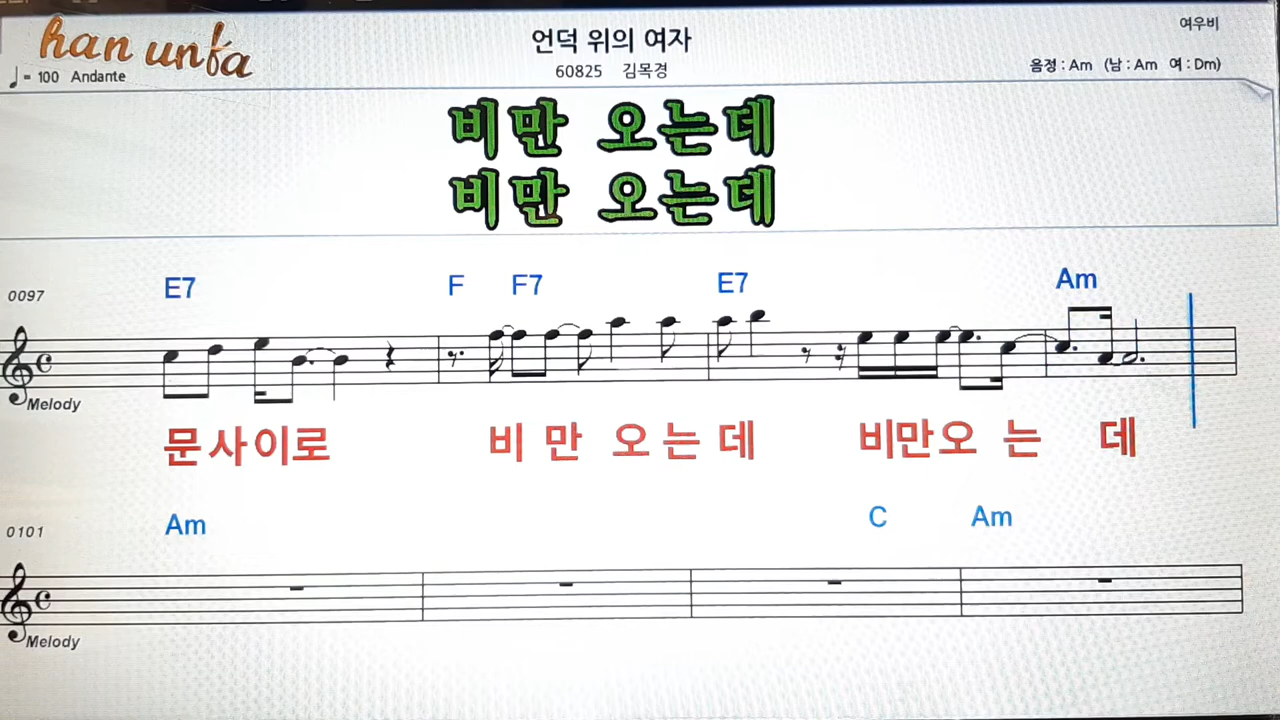 han unfa
언덕 위의 여자
여우비
♩= 100 Andante
60825 김목경
음정 : Am (남 : Am 여 : Dm)
비만 오는데
비만 오는데
E7 F F7 E7 Am
0097
Melody
문사이로 비 만 오 는 데 비만오 는 데
Am C Am
0101
Melody